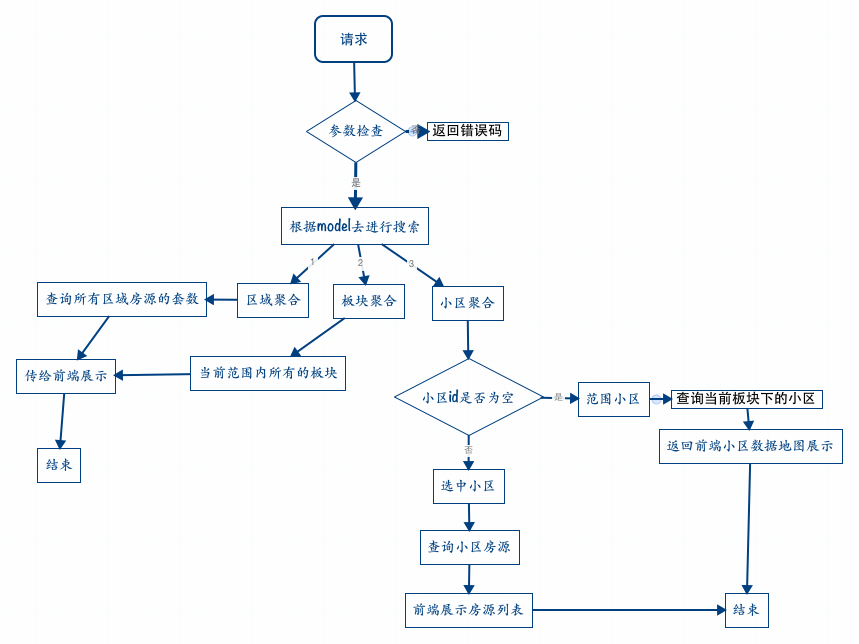 请求
参数检查
否
返回错误码
是
根据model去进行搜索
1
2
3
查询所有区域房源的套数
区域聚合
板块聚合
小区聚合
传给前端展示
当前范围内所有的板块
小区id是否为空
是
范围小区
查询当前板块下的小区
返回前端小区数据地图展示
结束
否
选中小区
查询小区房源
前端展示房源列表
结束